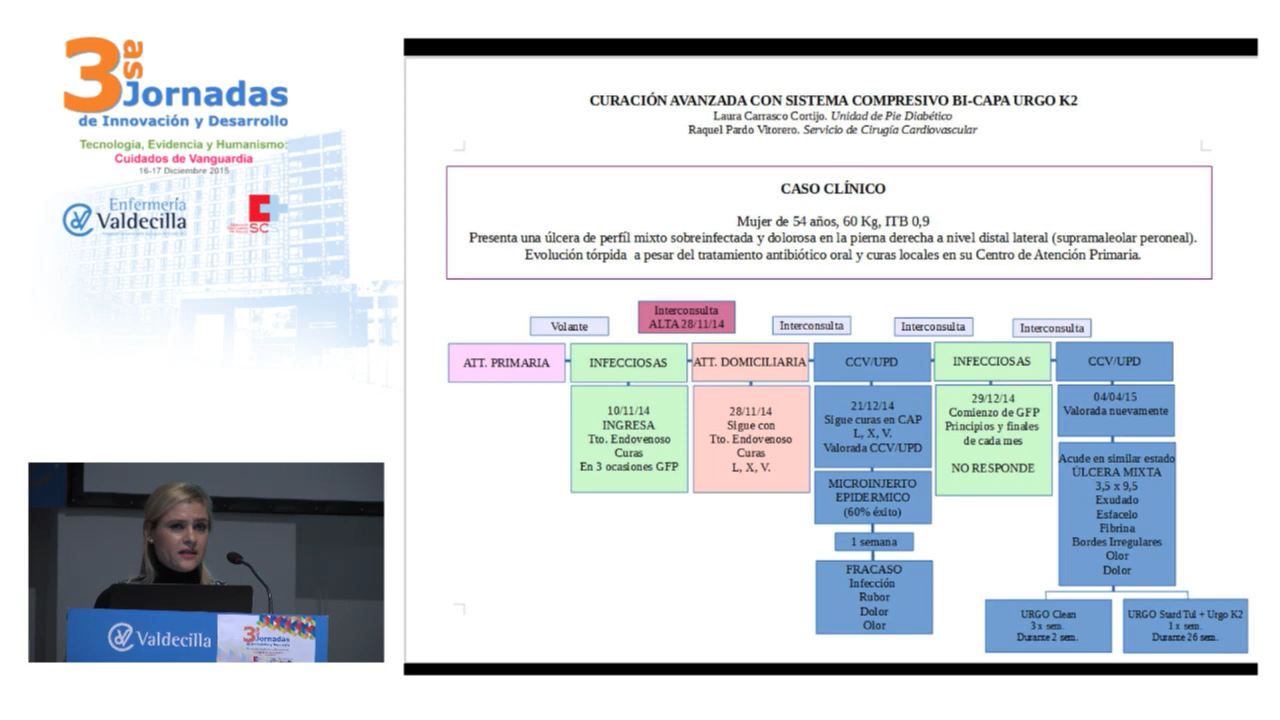 3as Jornadas
de Innovación y Desarrollo
Tecnología, Evidencia y Humanismo:
Cuidados de Vanguardia
16-17 Diciembre 2015
Enfermería
Valdecilla
SC
CURACIÓN AVANZADA CON SISTEMA COMPRESIVO BI-CAPA URGO K2
Laura Carrasco Cortijo. Unidad de Pie Diabético
Raquel Pardo Vitorero. Servicio de Cirugía Cardiovascular
CASO CLÍNICO
Mujer de 54 años, 60 Kg, ITB 0,9
Presenta una úlcera de perfil mixto sobreinfectada y dolorosa en la pierna derecha a nivel distal lateral (supramaleolar peroneal).
Evolución tórpida a pesar del tratamiento antibiótico oral y curas locales en su Centro de Atención Primaria.
Volante
Interconsulta
ALTA 28/11/14
Interconsulta
Interconsulta
Interconsulta
ATT. PRIMARIA
INFECCIOSAS
ATT. DOMICILIARIA
CCV/UPD
INFECCIOSAS
CCV/UPD
10/11/14
INGRESA
Tto. Endovenoso
Curas
En 3 ocasiones GFP
28/11/14
Sigue con
Tto. Endovenoso
Curas
L, X, V.
21/12/14
Sigue curas en CAP
L, X, V.
Valorada CCV/UPD
MICROINJERTO
EPIDERMICO
(60% éxito)
1 semana
FRACASO
Infección
Rubor
Dolor
Olor
29/12/14
Comienzo de GFP
Principios y finales
de cada mes
NO RESPONDE
04/04/15
Valorada nuevamente
Acude en similar estado
ÚLCERA MIXTA
3,5 x 9,5
Exudado
Esfacelo
Fibrina
Bordes Irregulares
Olor
Dolor
URGO Clean
3 x sem.
Durante 2 sem.
URGO Stard Tul + Urgo K2
1 x sem.
Durante 26 sem.
Valdecilla
3as Jornadas